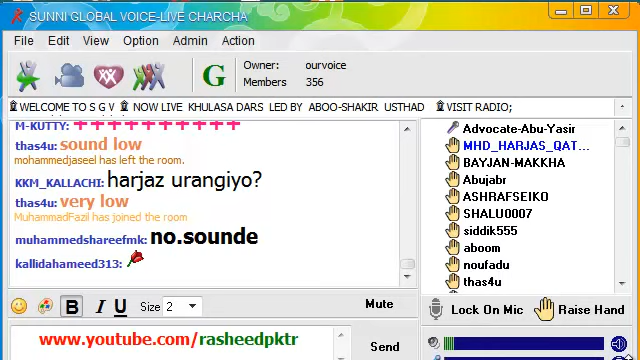 SUNNI GLOBAL VOICE-LIVE CHARCHA
File Edit View Option Admin Action
G Owner: ourvoice
Members 356
WELCOME TO S G V NOW LIVE KHULASA DARS LED BY ABOO-SHAKIR USTHAD VISIT RADIO;
M-KUTTY: ++++++++++
thas4u: sound low
mohammedjaseel has left the room.
KKM_KALLACHI: harjaz urangiyo?
thas4u: very low
MuhammadFazil has joined the room
muhammedshareefmk: no.sounde
kallidahameed313:
Advocate-Abu-Yasir
MHD_HARJAS_QAT...
BAYJAN-MAKKHA
Abujabr
ASHRAFSEIKO
SHALU0007
siddik555
aboom
noufadu
thas4u
B I U Size 2 Mute
Lock On Mic Raise Hand
www.youtube.com/rasheedpktr
Send